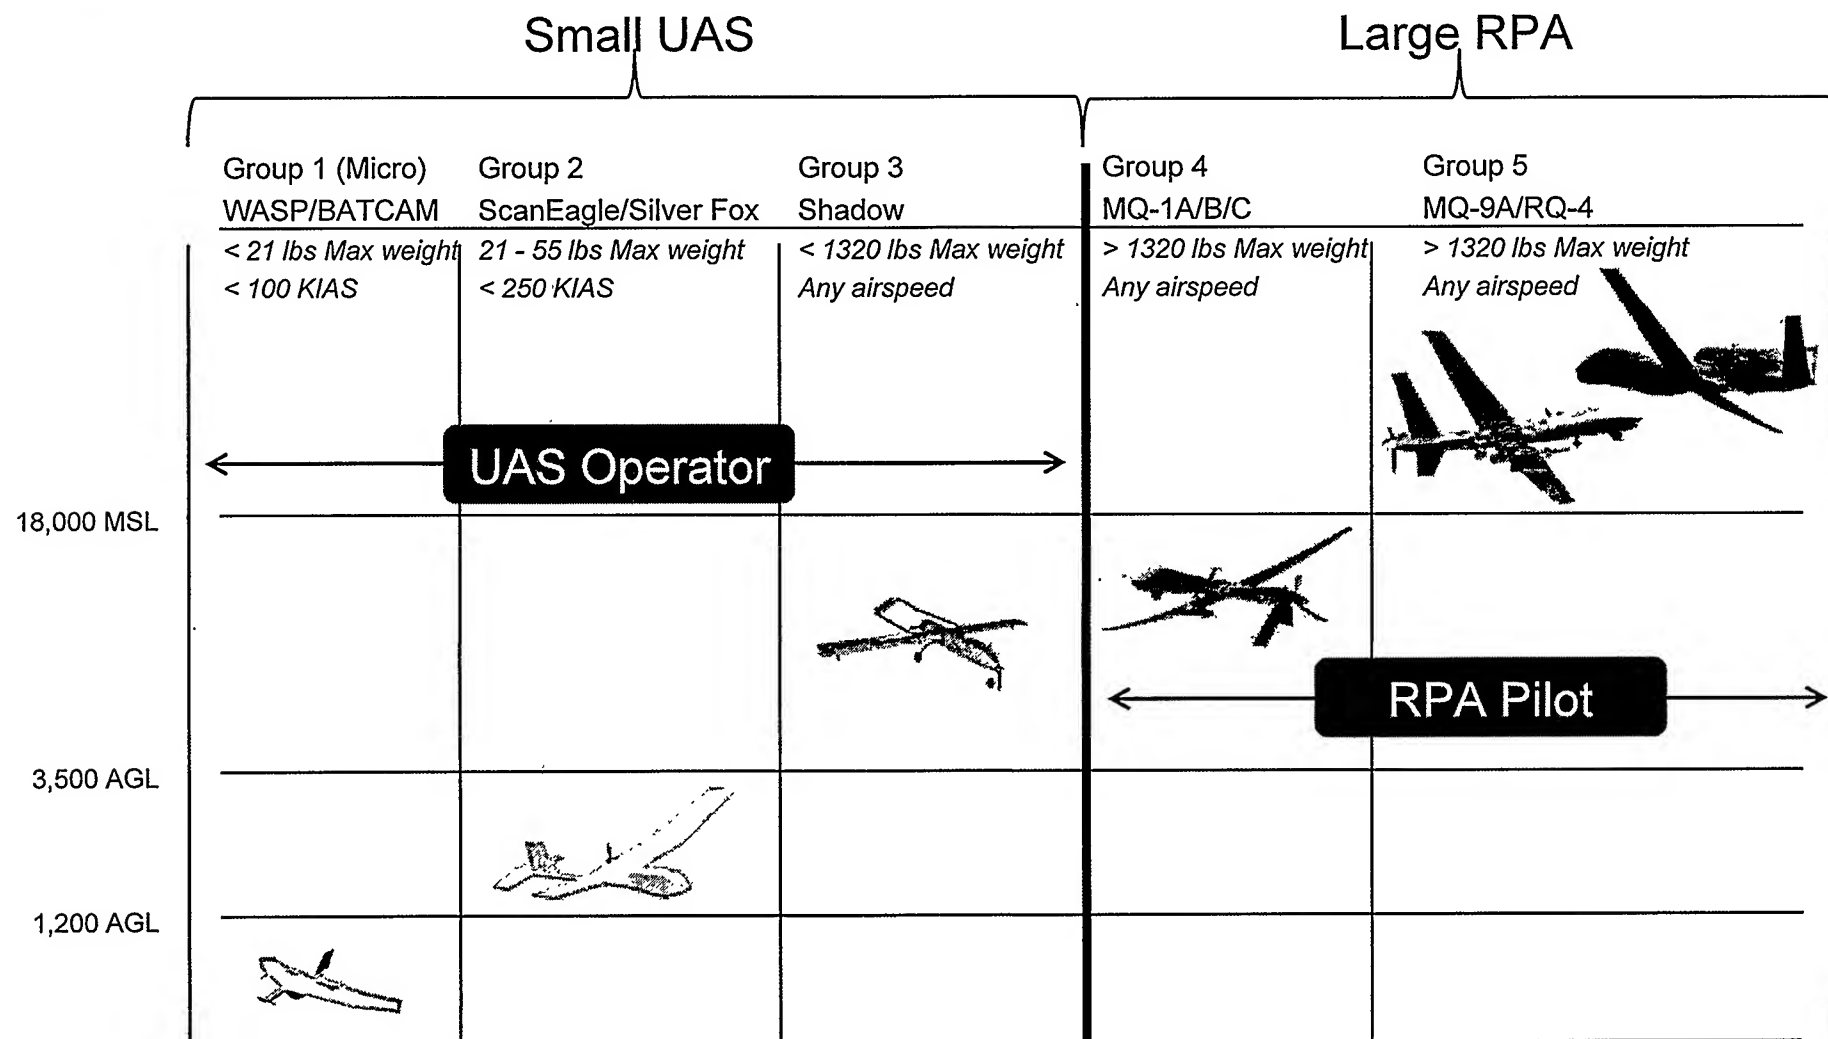 Small UAS
Large RPA
Group 1 (Micro)
WASP/BATCAM
< 21 lbs Max weight
< 100 KIAS
Group 2
ScanEagle/Silver Fox
21 - 55 lbs Max weight
< 250 KIAS
Group 3
Shadow
< 1320 lbs Max weight
Any airspeed
Group 4
MQ-1A/B/C
> 1320 lbs Max weight
Any airspeed
Group 5
MQ-9A/RQ-4
> 1320 lbs Max weight
Any airspeed
UAS Operator
18,000 MSL
RPA Pilot
3,500 AGL
1,200 AGL